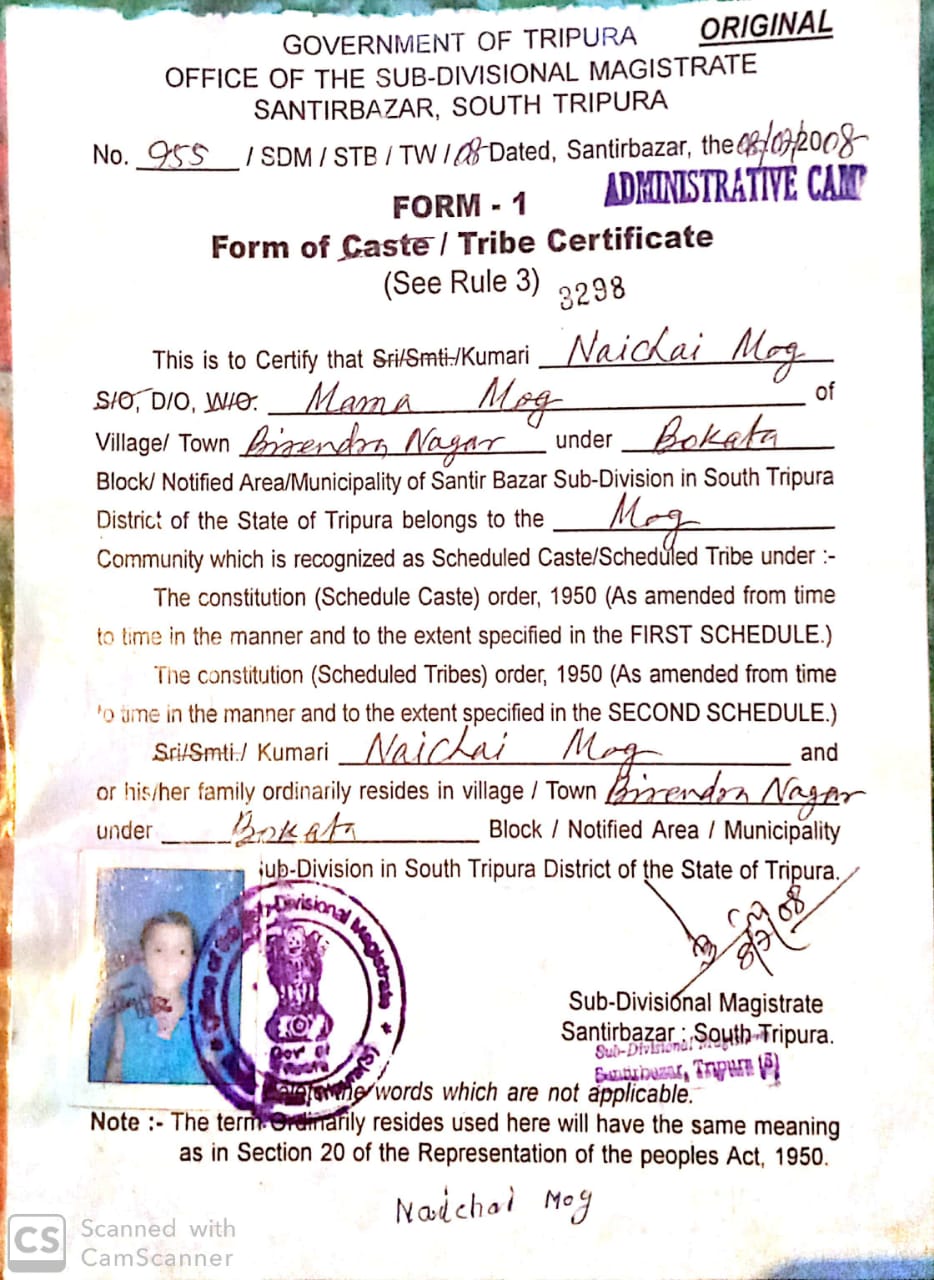 ORIGINAL
GOVERNMENT OF TRIPURA
OFFICE OF THE SUB-DIVISIONAL MAGISTRATE
SANTIRBAZAR, SOUTH TRIPURA
No. 955 / SDM / STB / TW / 08 Dated, Santirbazar, the 08/07/2008
ADMINISTRATIVE CAMP
FORM - 1
Form of Caste / Tribe Certificate
(See Rule 3) 3298
This is to Certify that Sri/Smti./Kumari Naichai Mog
S/O, D/O, W/O. Mama Mog of
Village/ Town Birendra Nagar under Bokata
Block/ Notified Area/Municipality of Santir Bazar Sub-Division in South Tripura
District of the State of Tripura belongs to the Mog
Community which is recognized as Scheduled Caste/Scheduled Tribe under :-
The constitution (Schedule Caste) order, 1950 (As amended from time
to time in the manner and to the extent specified in the FIRST SCHEDULE.)
The constitution (Scheduled Tribes) order, 1950 (As amended from time
to time in the manner and to the extent specified in the SECOND SCHEDULE.)
Sri/Smti./ Kumari Naichai Mog and
or his/her family ordinarily resides in village / Town Birendra Nagar
under Bokata Block / Notified Area / Municipality
Sub-Division in South Tripura District of the State of Tripura.
8/7/08
Office of the Sub-Divisional Magistrate
Gov of
Sub-Divisional Magistrate
Santirbazar : South Tripura.
Sub-Divisional Magistrate
Santirbazar, Tripura (S)
the words which are not applicable.
Note :- The term Ordinarily resides used here will have the same meaning
as in Section 20 of the Representation of the peoples Act, 1950.
Naichai Mog
CS Scanned with
CamScanner